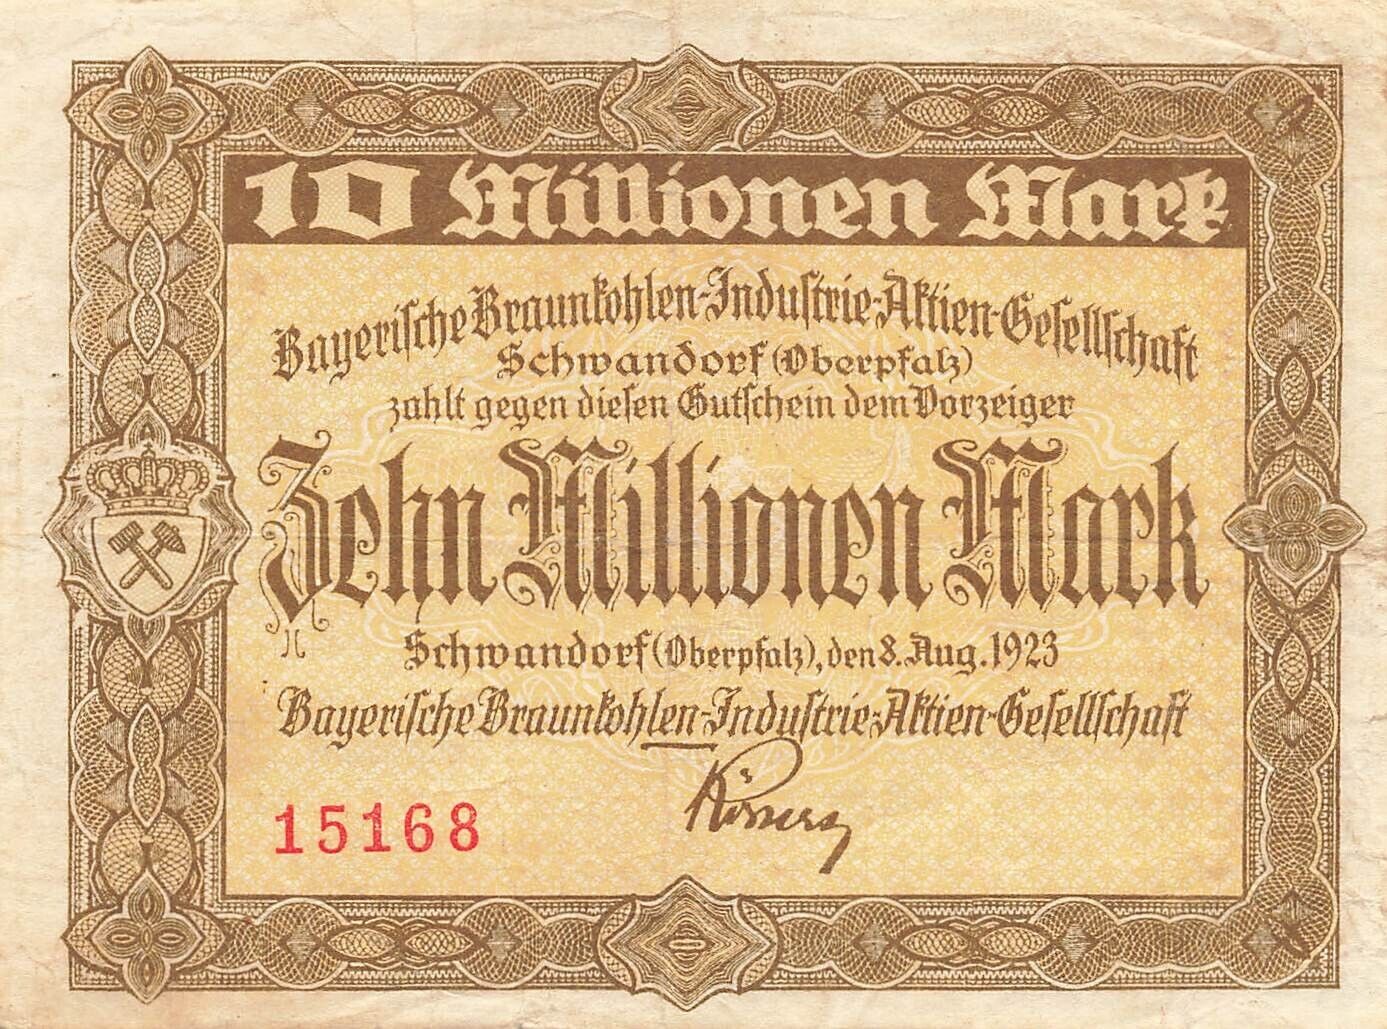 10 Millionen Mark
Bayerische Braunkohlen-Industrie-Aktien-Gesellschaft
Schwandorf (Oberpfalz)
zahlt gegen diesen Gutschein dem Vorzeiger
Zehn Millionen Mark
Schwandorf (Oberpfalz), den 8. Aug. 1923
Bayerische Braunkohlen-Industrie-Aktien-Gesellschaft
15168